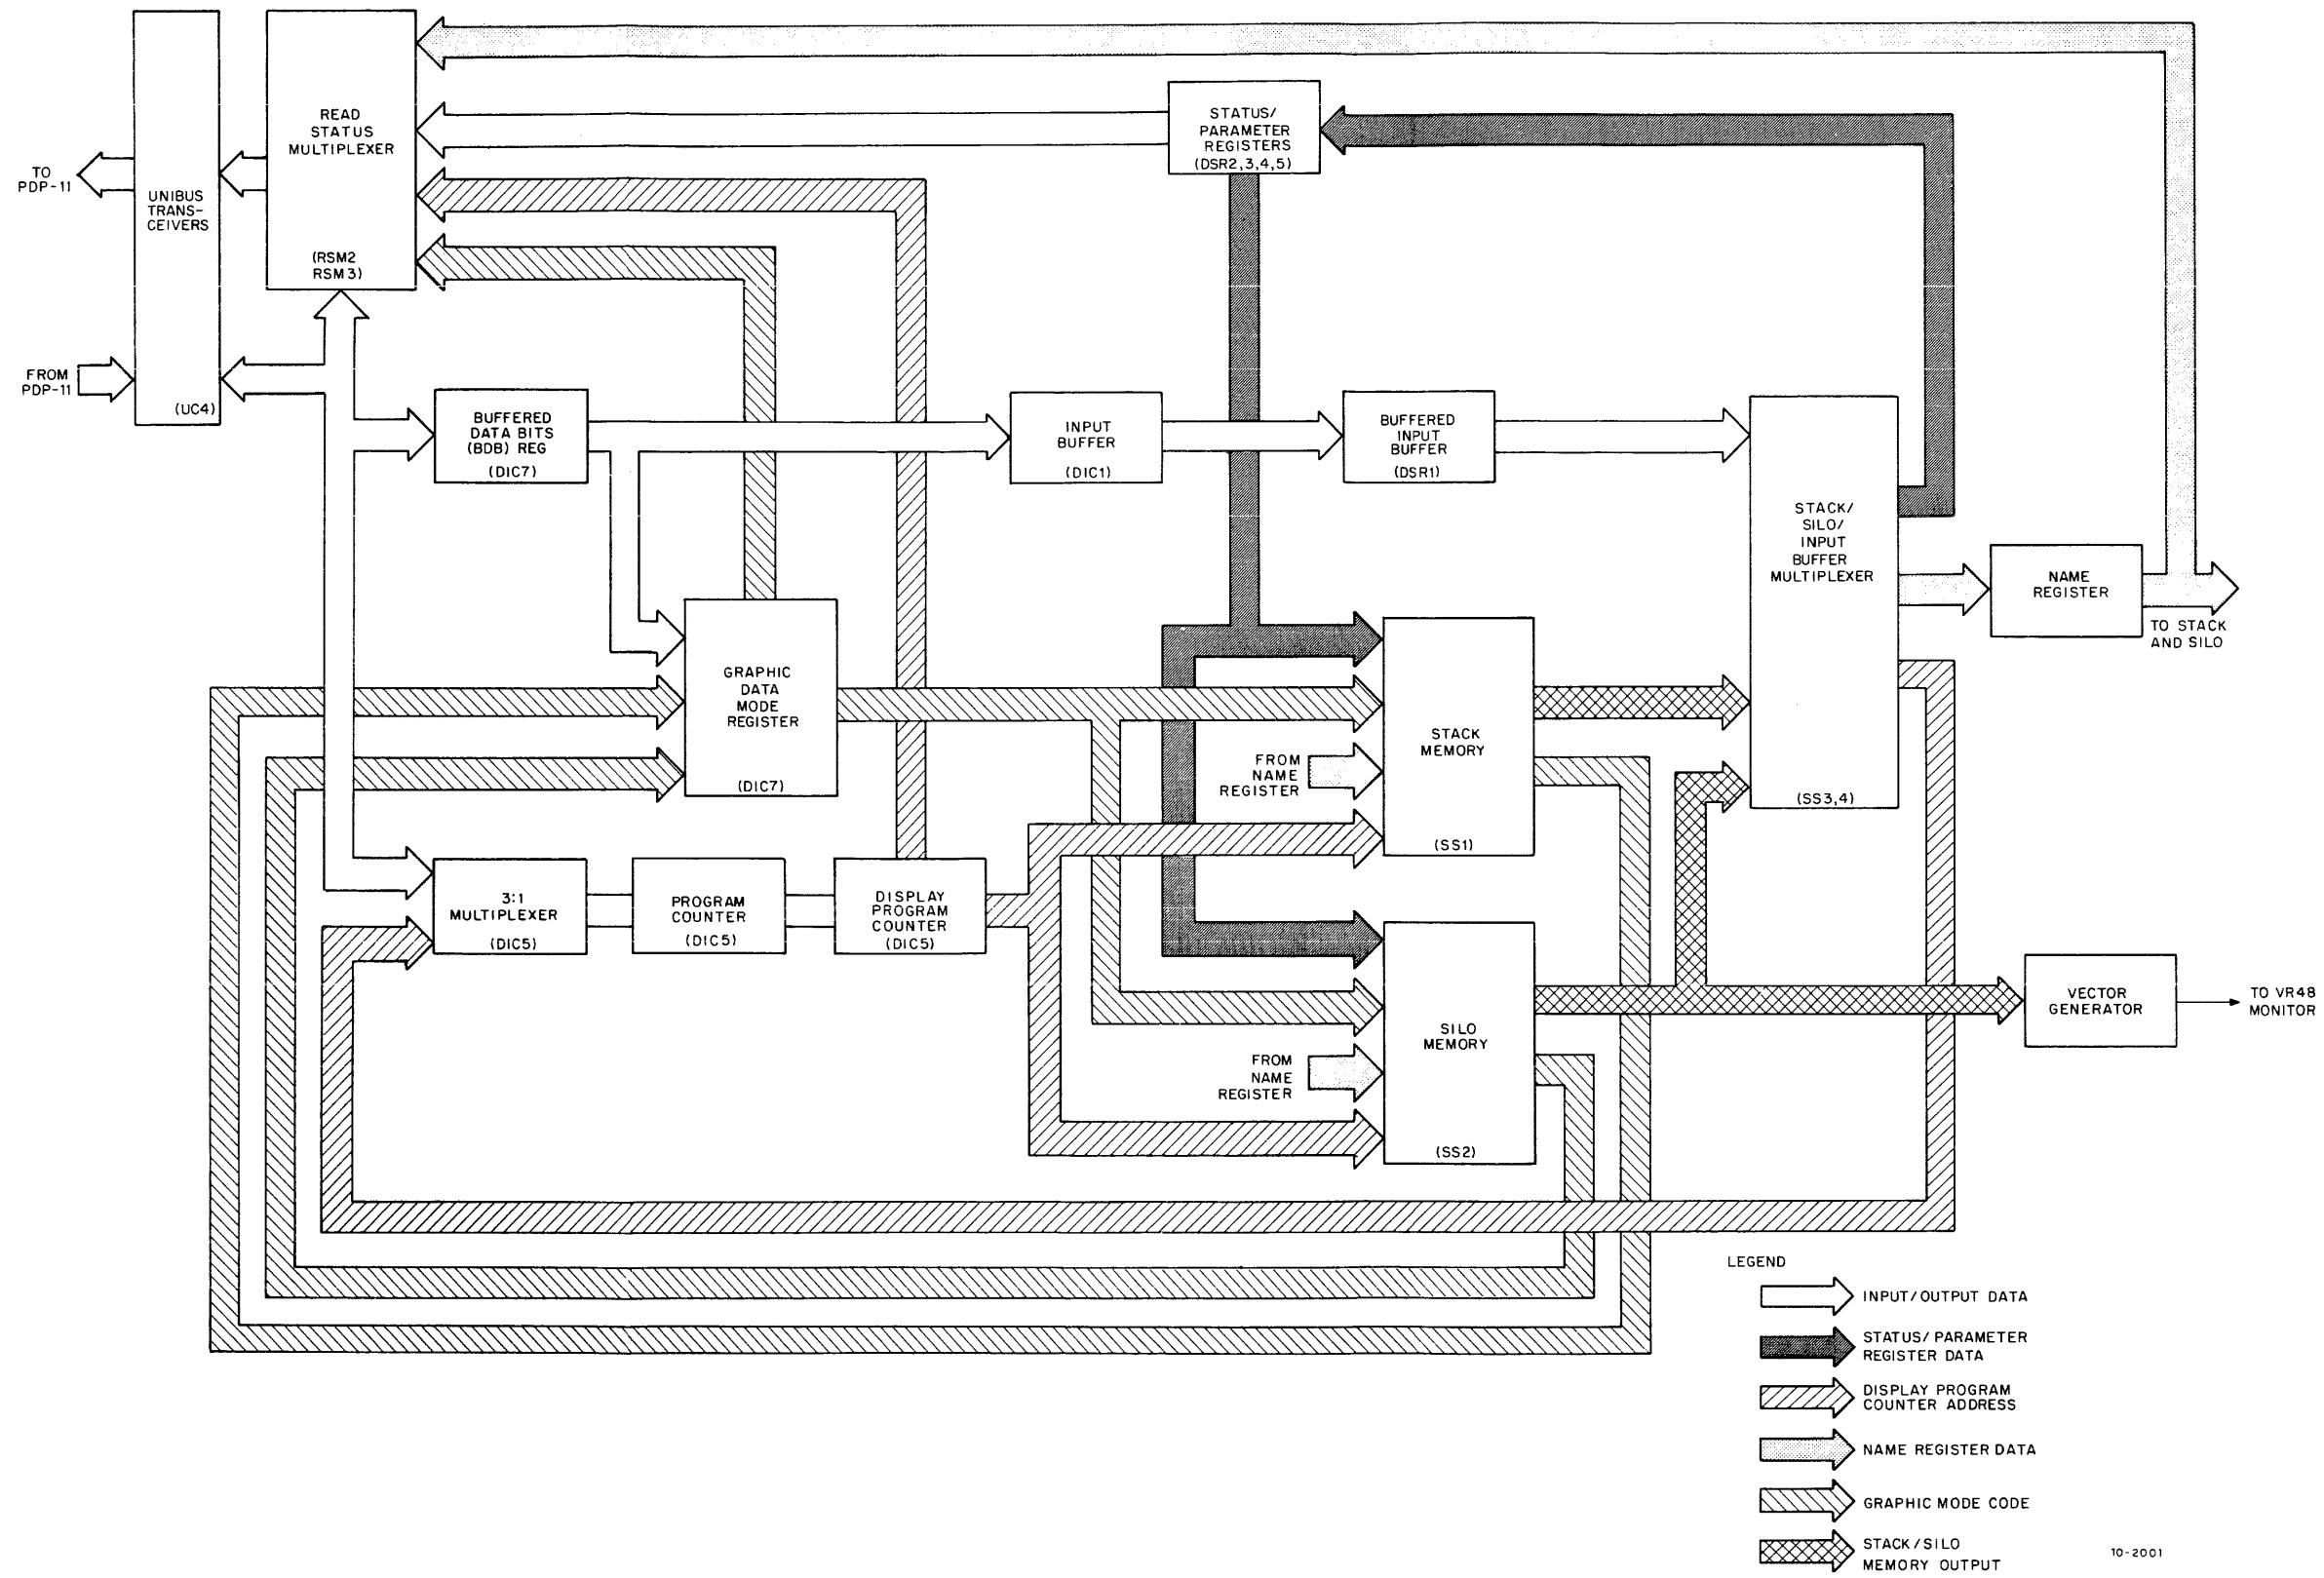 TO
PDP-11
FROM
PDP-11
UNIBUS
TRANS-
CEIVERS
(UC4)
READ
STATUS
MULTIPLEXER
(RSM2
RSM3)
STATUS/
PARAMETER
REGISTERS
(DSR2,3,4,5)
BUFFERED
DATA BITS
(BDB) REG
(DIC7)
INPUT
BUFFER
(DIC1)
BUFFERED
INPUT
BUFFER
(DSR1)
STACK/
SILO/
INPUT
BUFFER
MULTIPLEXER
(SS3,4)
NAME
REGISTER
TO STACK
AND SILO
GRAPHIC
DATA
MODE
REGISTER
(DIC7)
STACK
MEMORY
(SS1)
FROM
NAME
REGISTER
3:1
MULTIPLEXER
(DIC5)
PROGRAM
COUNTER
(DIC5)
DISPLAY
PROGRAM
COUNTER
(DIC5)
SILO
MEMORY
(SS2)
FROM
NAME
REGISTER
VECTOR
GENERATOR
TO VR48
MONITOR
LEGEND
INPUT/OUTPUT DATA
STATUS/PARAMETER
REGISTER DATA
DISPLAY PROGRAM
COUNTER ADDRESS
NAME REGISTER DATA
GRAPHIC MODE CODE
STACK/SILO
MEMORY OUTPUT
10-2001